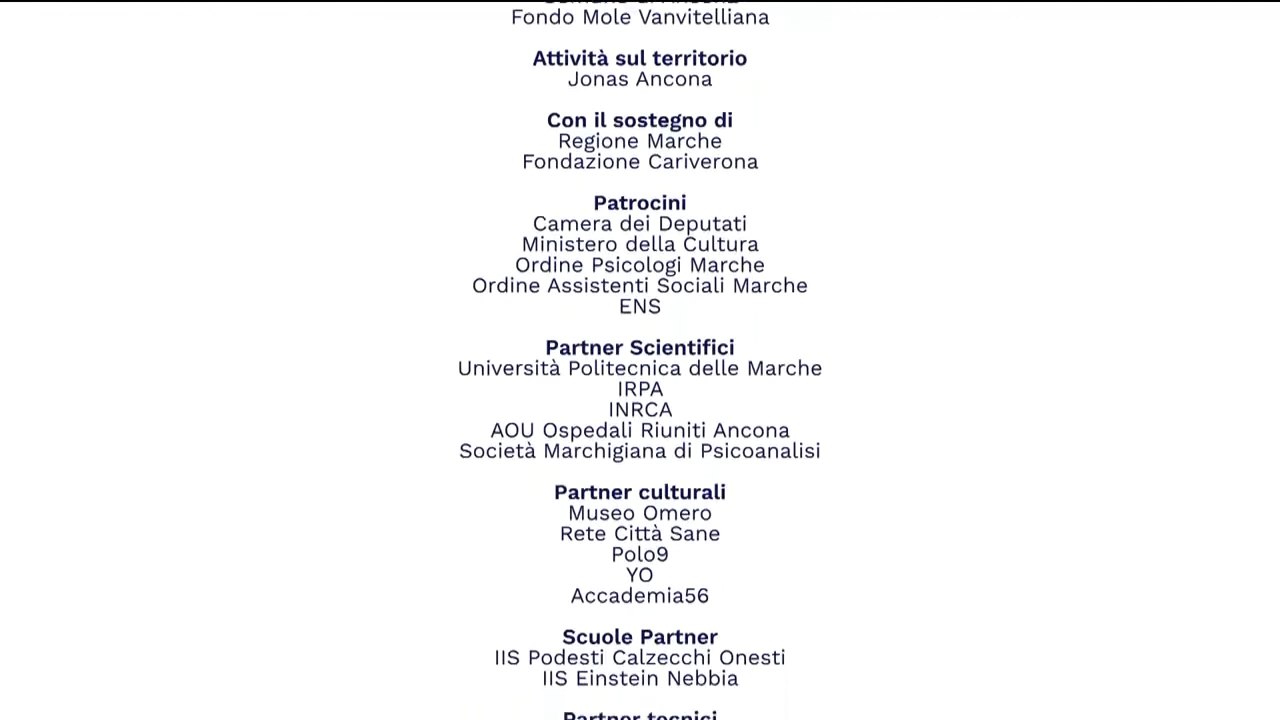 Fondo Mole Vanvitelliana
Attività sul territorio
Jonas Ancona
Con il sostegno di
Regione Marche
Fondazione Cariverona
Patrocini
Camera dei Deputati
Ministero della Cultura
Ordine Psicologi Marche
Ordine Assistenti Sociali Marche
ENS
Partner Scientifici
Università Politecnica delle Marche
IRPA
INRCA
AOU Ospedali Riuniti Ancona
Società Marchigiana di Psicoanalisi
Partner culturali
Museo Omero
Rete Città Sane
Polo9
YO
Accademia56
Scuole Partner
IIS Podesti Calzecchi Onesti
IIS Einstein Nebbia
Partner tecnici